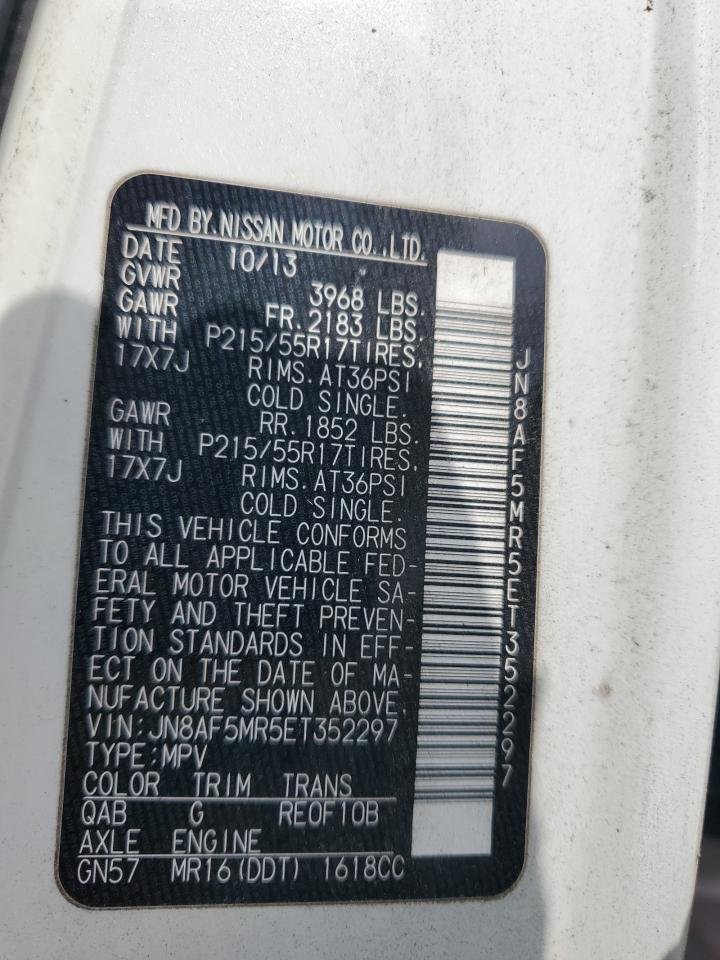 MFD BY.NISSAN MOTOR CO.,LTD.
DATE 10/13
GVWR 3968 LBS.
GAWR FR.2183 LBS.
WITH P215/55R17TIRES,
17X7J RIMS.AT36PSI
COLD SINGLE.
GAWR RR.1852 LBS.
WITH P215/55R17TIRES,
17X7J RIMS.AT36PSI
COLD SINGLE.
THIS VEHICLE CONFORMS
TO ALL APPLICABLE FED-
ERAL MOTOR VEHICLE SA-
FETY AND THEFT PREVEN-
TION STANDARDS IN EFF-
ECT ON THE DATE OF MA-
NUFACTURE SHOWN ABOVE.
VIN:JN8AF5MR5ET352297
TYPE:MPV
COLOR TRIM TRANS
QAB G RE0F10B
AXLE ENGINE
GN57 MR16(DDT) 1618CC
JN8AF5MR5ET352297